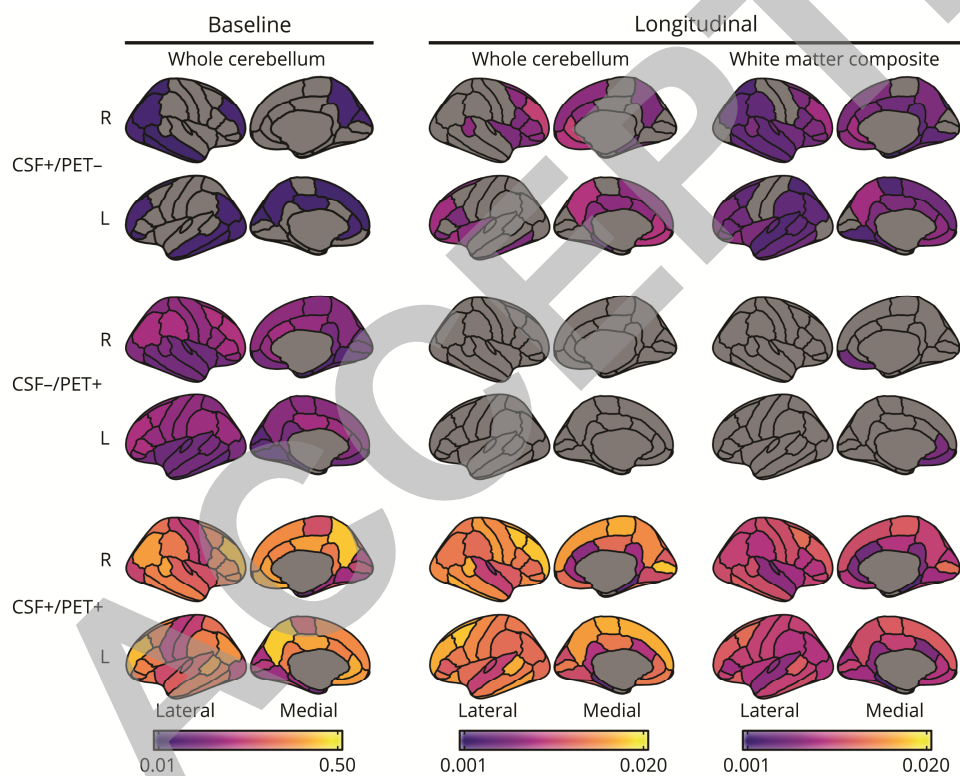 Baseline Longitudinal
Whole cerebellum Whole cerebellum White matter composite
R
CSF+/PET–
L
R
CSF–/PET+
L
R
CSF+/PET+
L
Lateral Medial Lateral Medial Lateral Medial
0.01 0.50 0.001 0.020 0.001 0.020
ACCEPT